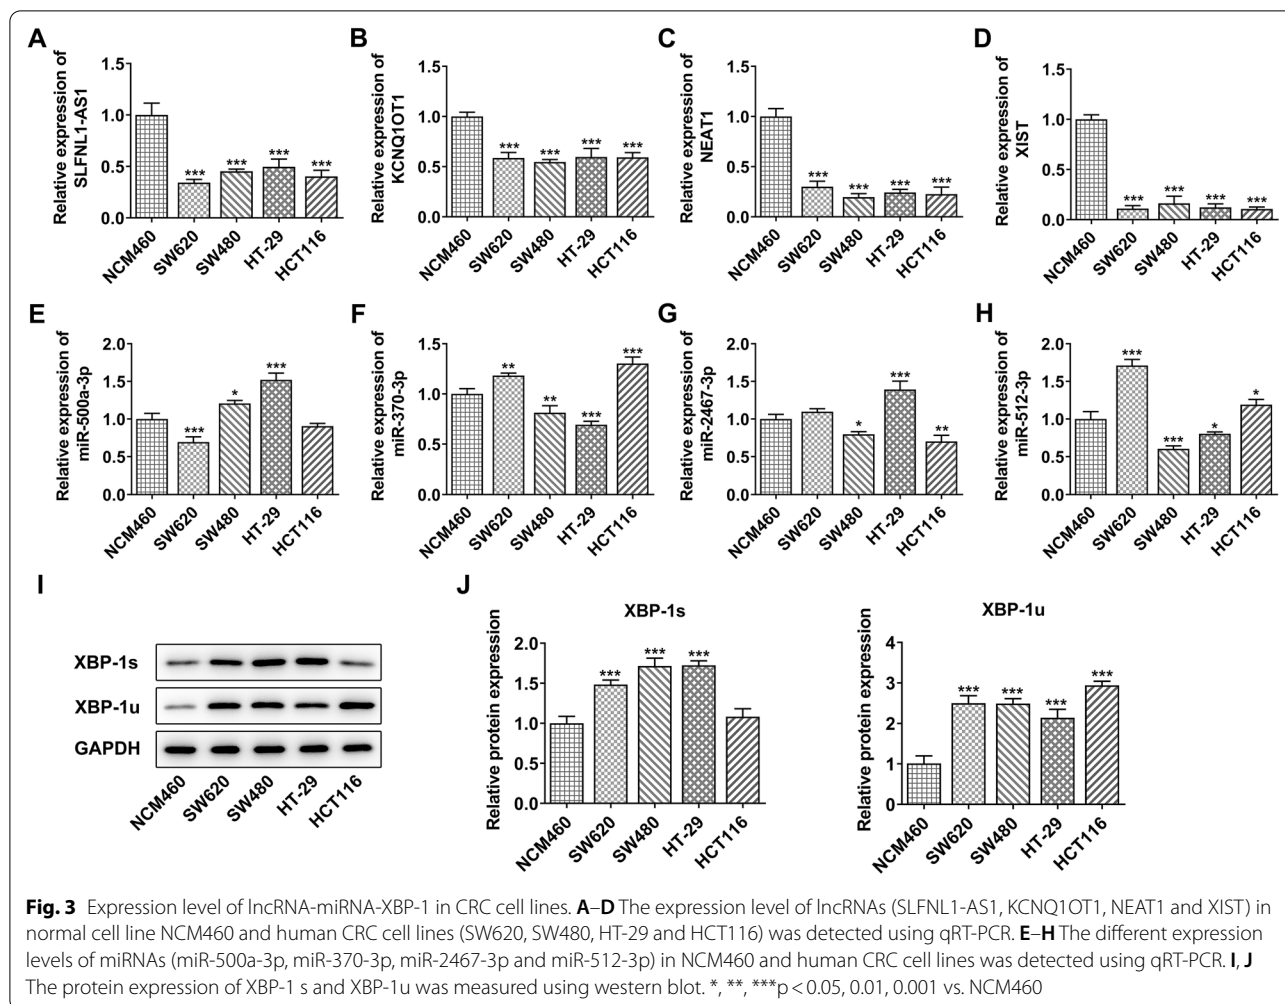 A
Relative expression of
SLFNL1-AS1
1.5
1.0
0.5
0.0
***
***
***
***
NCM460
SW620
SW480
HT-29
HCT116
B
Relative expression of
KCNQ1OT1
1.5
1.0
0.5
0.0
***
***
***
***
NCM460
SW620
SW480
HT-29
HCT116
C
Relative expression of
NEAT1
1.5
1.0
0.5
0.0
***
***
***
***
NCM460
SW620
SW480
HT-29
HCT116
D
Relative expression of
XIST
1.5
1.0
0.5
0.0
***
***
***
***
NCM460
SW620
SW480
HT-29
HCT116
E
Relative expression of
miR-500a-3p
2.0
1.5
1.0
0.5
0.0
***
*
***
NCM460
SW620
SW480
HT-29
HCT116
F
Relative expression of
miR-370-3p
1.5
1.0
0.5
0.0
**
**
***
***
NCM460
SW620
SW480
HT-29
HCT116
G
Relative expression of
miR-2467-3p
2.0
1.5
1.0
0.5
0.0
*
***
**
NCM460
SW620
SW480
HT-29
HCT116
H
Relative expression of
miR-512-3p
2.0
1.5
1.0
0.5
0.0
***
***
*
*
NCM460
SW620
SW480
HT-29
HCT116
I
XBP-1s
XBP-1u
GAPDH
NCM460
SW620
SW480
HT-29
HCT116
J
XBP-1s
Relative protein expression
2.0
1.5
1.0
0.5
0.0
***
***
***
NCM460
SW620
SW480
HT-29
HCT116
XBP-1u
Relative protein expression
4
3
2
1
0
***
***
***
***
NCM460
SW620
SW480
HT-29
HCT116
Fig. 3 Expression level of lncRNA-miRNA-XBP-1 in CRC cell lines. A–D The expression level of lncRNAs (SLFNL1-AS1, KCNQ1OT1, NEAT1 and XIST) in
normal cell line NCM460 and human CRC cell lines (SW620, SW480, HT-29 and HCT116) was detected using qRT-PCR. E–H The different expression
levels of miRNAs (miR-500a-3p, miR-370-3p, miR-2467-3p and miR-512-3p) in NCM460 and human CRC cell lines was detected using qRT-PCR. I, J
The protein expression of XBP-1 s and XBP-1u was measured using western blot. *, **, ***p < 0.05, 0.01, 0.001 vs. NCM460